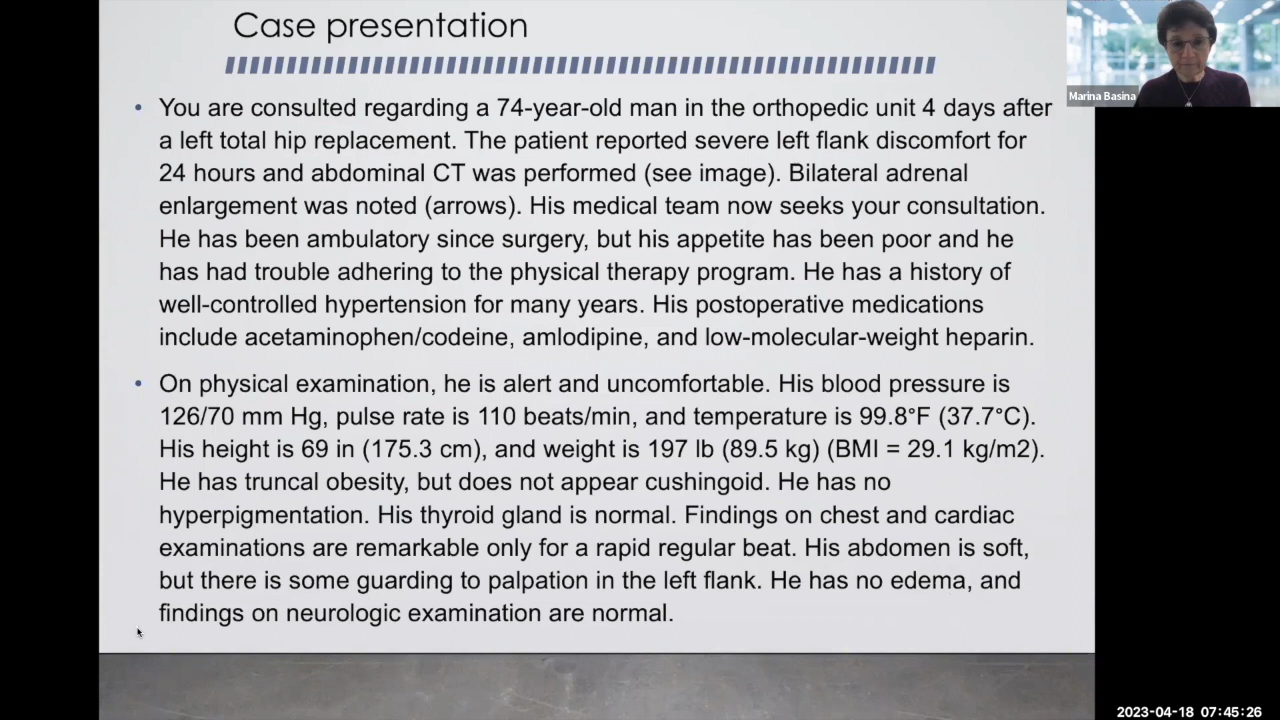 Case presentation
• You are consulted regarding a 74-year-old man in the orthopedic unit 4 days after
a left total hip replacement. The patient reported severe left flank discomfort for
24 hours and abdominal CT was performed (see image). Bilateral adrenal
enlargement was noted (arrows). His medical team now seeks your consultation.
He has been ambulatory since surgery, but his appetite has been poor and he
has had trouble adhering to the physical therapy program. He has a history of
well-controlled hypertension for many years. His postoperative medications
include acetaminophen/codeine, amlodipine, and low-molecular-weight heparin.
• On physical examination, he is alert and uncomfortable. His blood pressure is
126/70 mm Hg, pulse rate is 110 beats/min, and temperature is 99.8°F (37.7°C).
His height is 69 in (175.3 cm), and weight is 197 lb (89.5 kg) (BMI = 29.1 kg/m2).
He has truncal obesity, but does not appear cushingoid. He has no
hyperpigmentation. His thyroid gland is normal. Findings on chest and cardiac
examinations are remarkable only for a rapid regular beat. His abdomen is soft,
but there is some guarding to palpation in the left flank. He has no edema, and
findings on neurologic examination are normal.
Marina Basina
2023-04-18 07:45:26